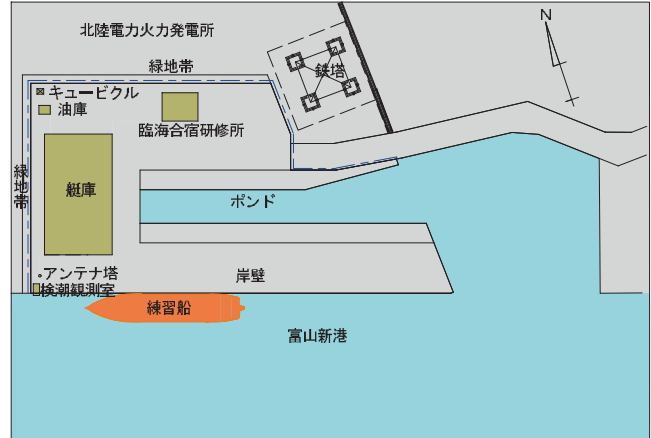 北陸電力火力発電所
N
緑地帯
鉄塔
キュービクル
油庫
臨海合宿研修所
緑地帯
艇庫
ポンド
アンテナ塔
岸壁
検潮観測室
練習船
富山新港